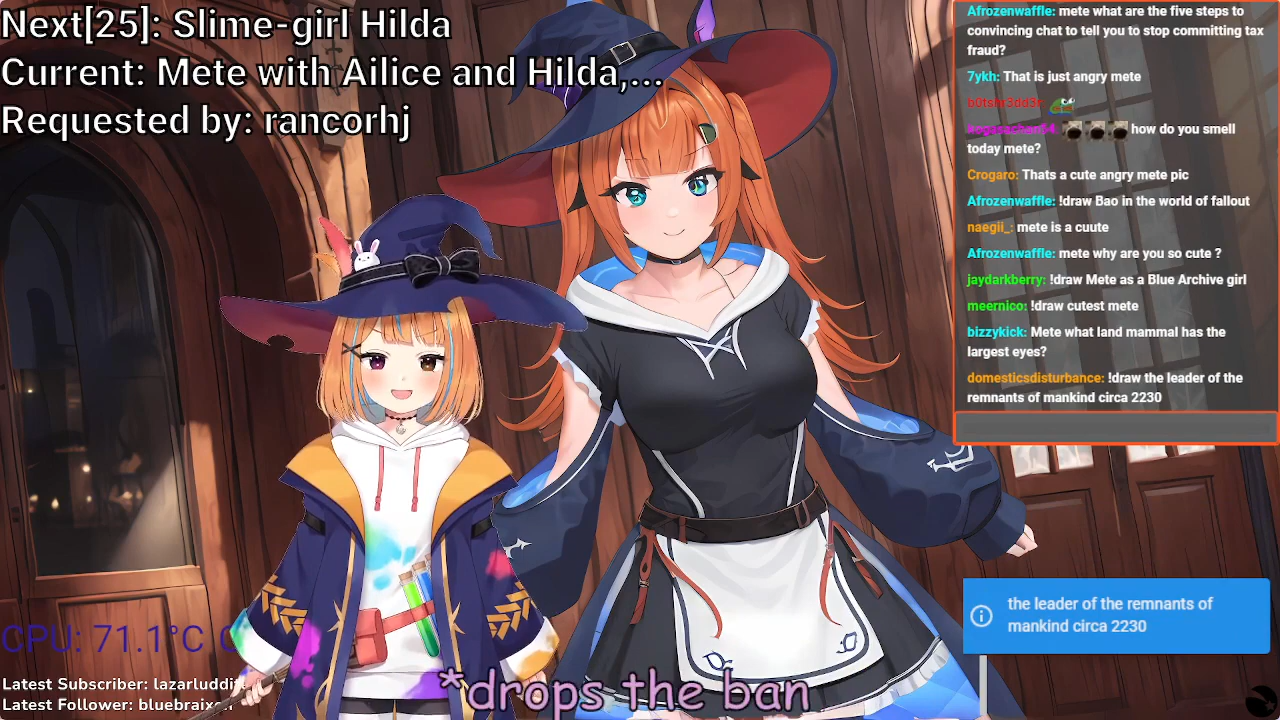 Next[25]: Slime-girl Hilda
Current: Mete with Ailice and Hilda,...
Requested by: rancorhj
Afrozenwaffle: mete what are the five steps to
convincing chat to tell you to stop committing tax
fraud?
7ykh: That is just angry mete
b0tsmr3dd3r:
how do you smell
today mete?
Crogaro: Thats a cute angry mete pic
Afrozenwaffle: !draw Bao in the world of fallout
naegii_: mete is a cuute
Afrozenwaffle: mete why are you so cute ?
jaydarkberry: !draw Mete as a Blue Archive girl
meernico: !draw cutest mete
bizzykick: Mete what land mammal has the
largest eyes?
domesticsdisturbance: !draw the leader of the
remnants of mankind circa 2230
the leader of the remnants of
mankind circa 2230
CPU: 71.1°C
Latest Subscriber:
Latest Follower:
*drops the ban